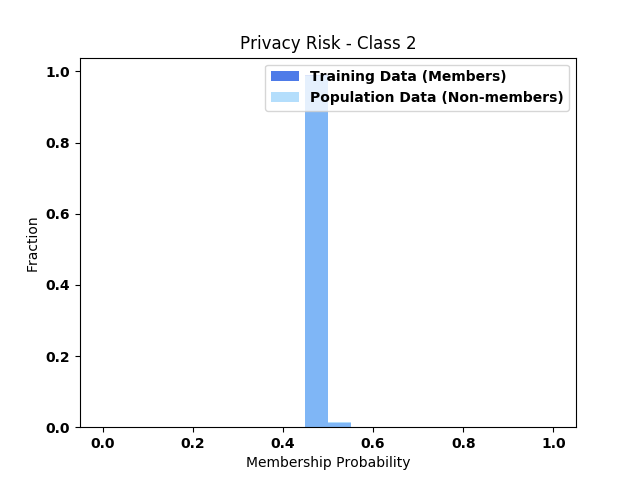 Privacy Risk - Class 2
Training Data (Members)
Population Data (Non-members)
1.0
0.8
0.6
0.4
0.2
0.0
Fraction
0.0 0.2 0.4 0.6 0.8 1.0
Membership Probability